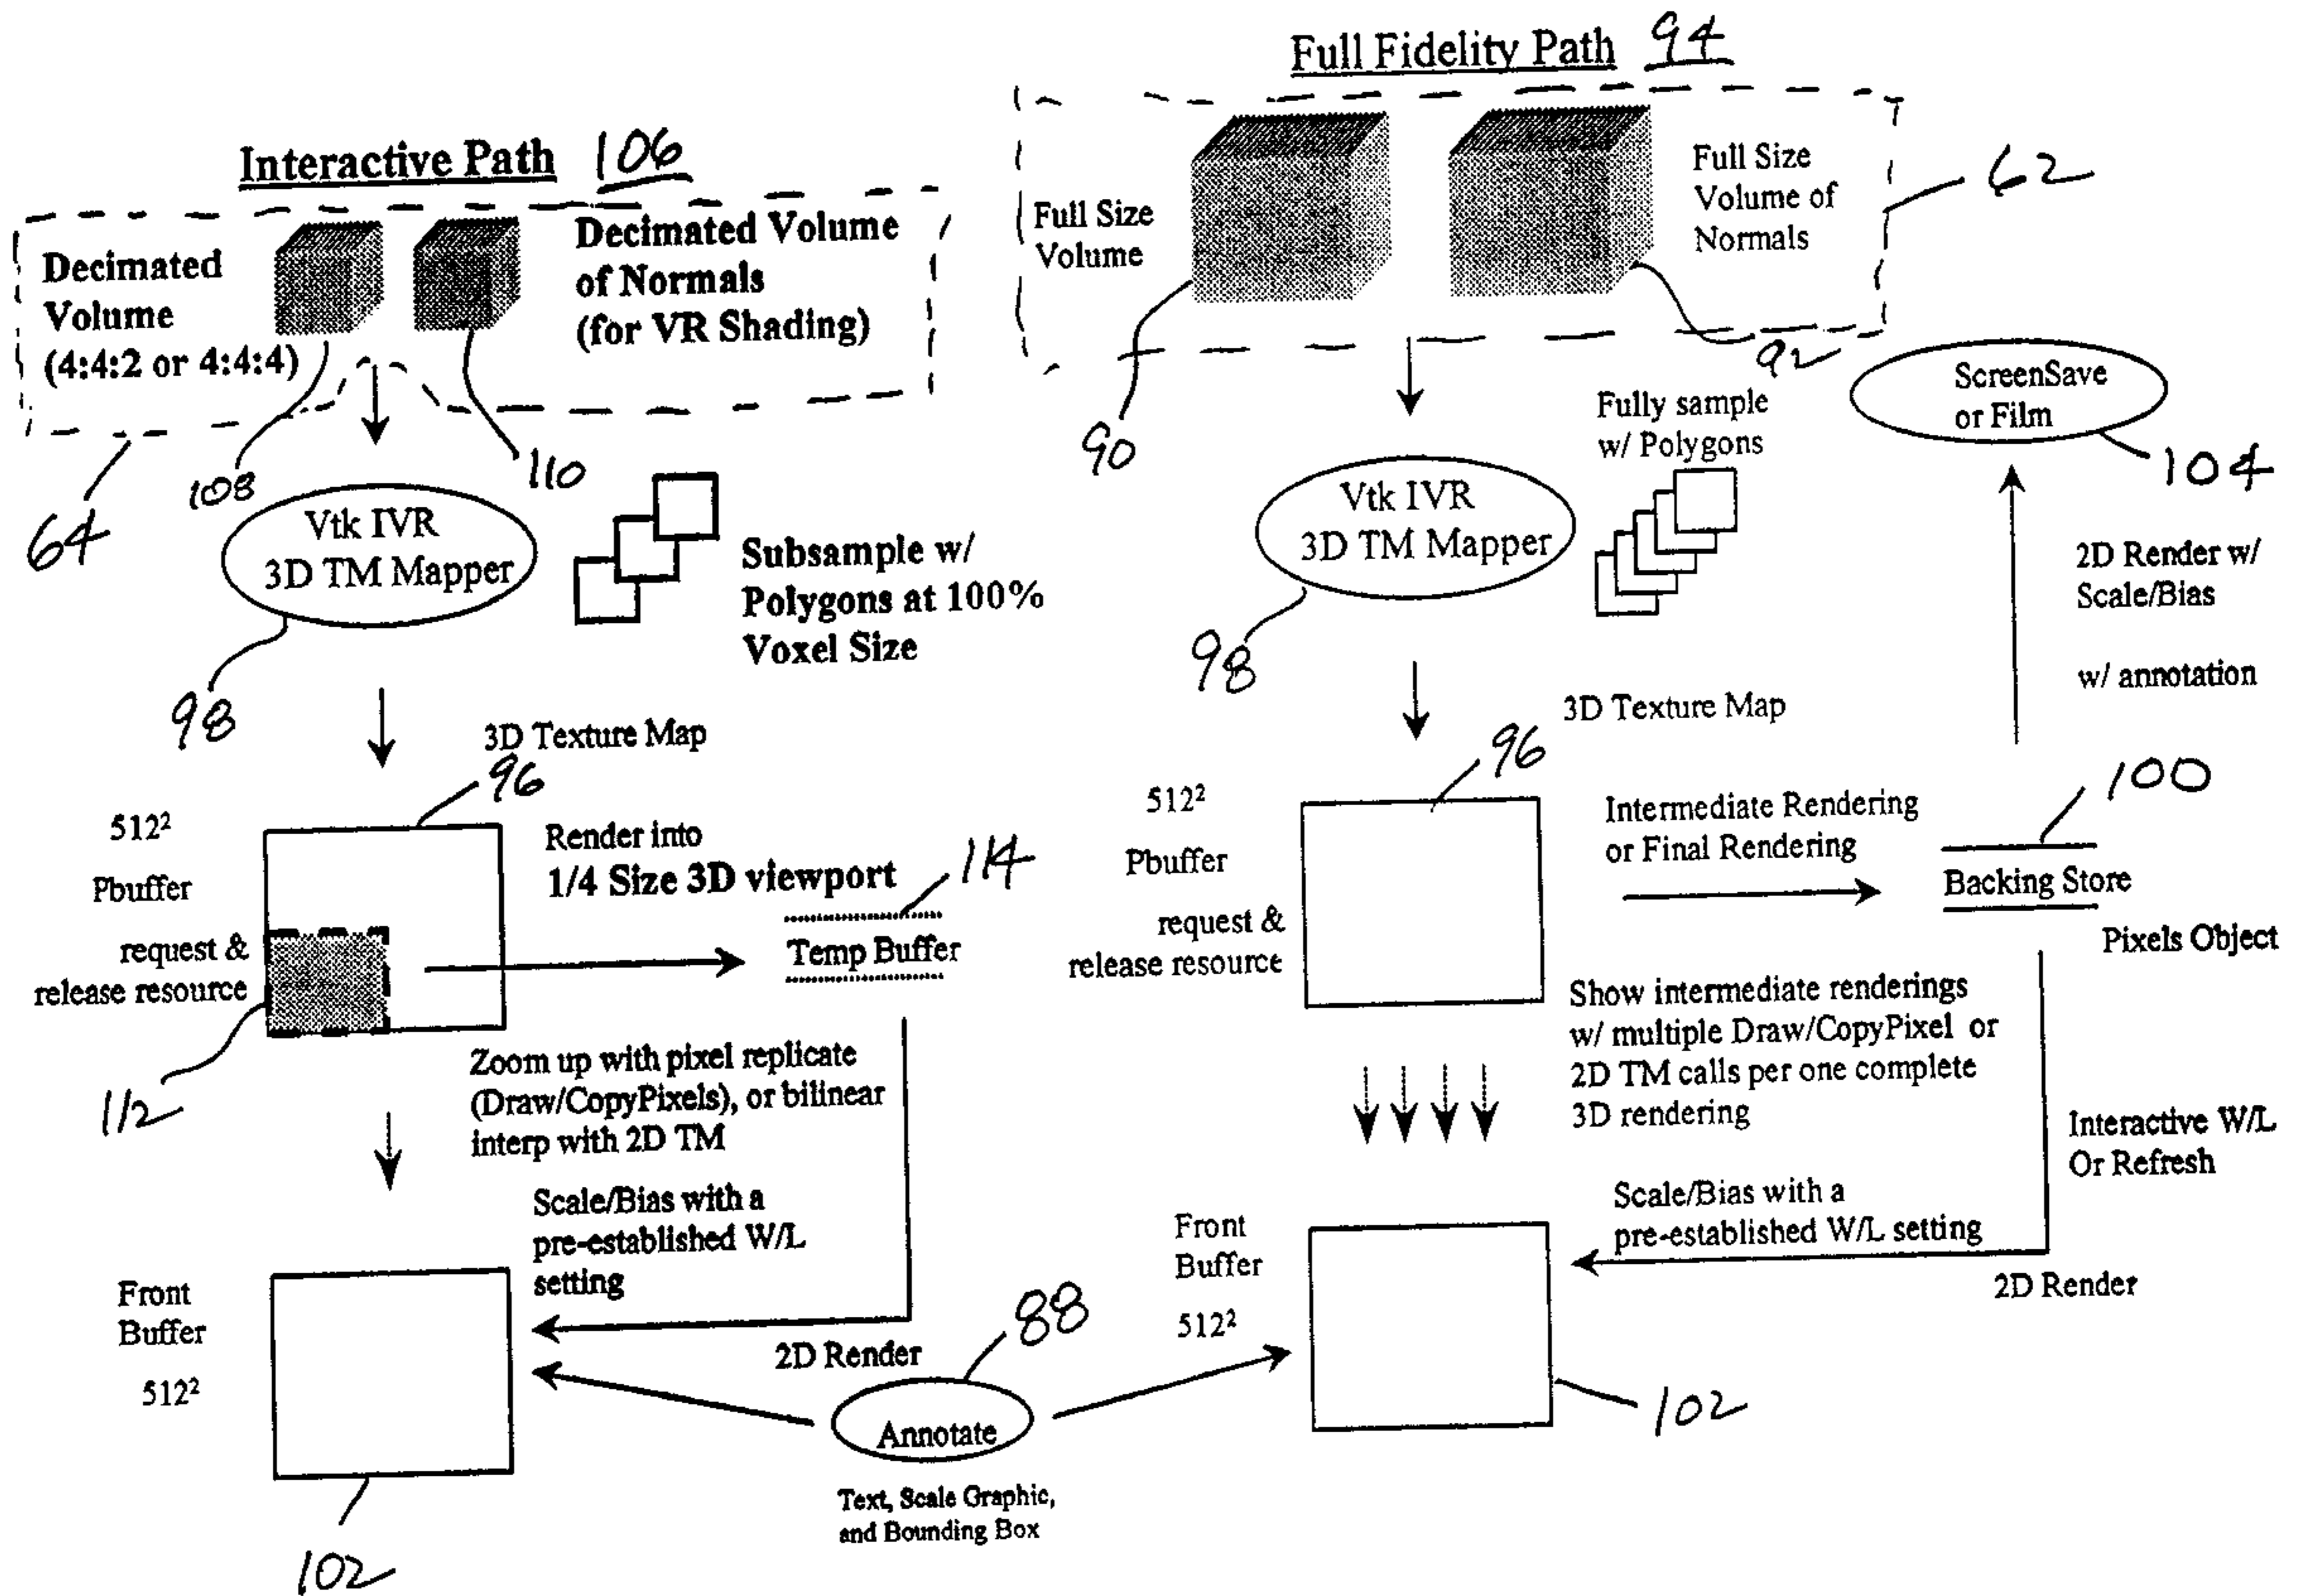 Interactive Path 106
Decimated
Volume
(4:4:2 or 4:4:4)
Decimated Volume
of Normals
(for VR Shading)
108
110
64
Vtk IVR
3D TM Mapper
98
Subsample w/
Polygons at 100%
Voxel Size
3D Texture Map
96
512²
Pbuffer
request &
release resource
112
Render into
1/4 Size 3D viewport
114
Temp Buffer
Zoom up with pixel replicate
(Draw/CopyPixels), or bilinear
interp with 2D TM
Scale/Bias with a
pre-established W/L
setting
2D Render
Front
Buffer
512²
102
88
Annotate
Text, Scale Graphic,
and Bounding Box
Full Fidelity Path 94
Full Size
Volume
Full Size
Volume of
Normals
62
90
92
Vtk IVR
3D TM Mapper
98
Fully sample
w/ Polygons
ScreenSave
or Film
104
2D Render w/
Scale/Bias
w/ annotation
3D Texture Map
96
512²
Pbuffer
request &
release resource
Intermediate Rendering
or Final Rendering
100
Backing Store
Pixels Object
Show intermediate renderings
w/ multiple Draw/CopyPixel or
2D TM calls per one complete
3D rendering
Interactive W/L
Or Refresh
Scale/Bias with a
pre-established W/L setting
2D Render
Front
Buffer
512²
102